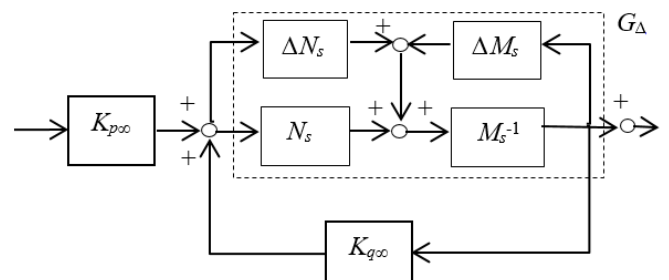 G_Δ
+
ΔN_s
ΔM_s
+
+
+
+
K_p∞
N_s
M_s^-1
+
K_q∞